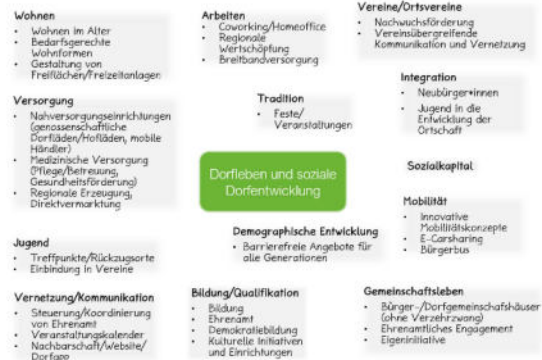 Wohnen
• Wohnen im Alter
• Bedarfsgerechte
Wohnformen
• Gestaltung von
Freiflächen/Freizeitanlagen
Arbeiten
• Coworking/Homeoffice
• Regionale
Wertschöpfung
• Breitbandversorgung
Vereine/Ortsvereine
• Nachwuchsförderung
• Vereinsübergreifende
Kommunikation und Vernetzung
Versorgung
• Nahversorgungseinrichtungen
(genossenschaftliche
Dorfläden/Hofläden, mobile
Händler)
• Medizinische Versorgung
(Pflege/Betreuung,
Gesundheitsförderung)
• Regionale Erzeugung,
Direktvermarktung
Tradition
• Feste/
Veranstaltungen
Integration
• Neubürger*innen
• Jugend in die
Entwicklung der
Ortschaft
Dorfleben und soziale
Dorfentwicklung
Sozialkapital
Mobilität
• Innovative
Mobilitätskonzepte
• E-Carsharing
• Bürgerbus
Jugend
• Treffpunkte/Rückzugsorte
• Einbindung in Vereine
Demographische Entwicklung
• Barrierefreie Angebote für
alle Generationen
Vernetzung/Kommunikation
• Steuerung/Koordinierung
von Ehrenamt
• Veranstaltungskalender
• Nachbarschaft/Website/
Dorfapp
Bildung/Qualifikation
• Bildung
• Ehrenamt
• Demokratiebildung
• Kulturelle Initiativen
und Einrichtungen
Gemeinschaftsleben
• Bürger-/Dorfgemeinschafshäuser
(ohne Verzehrzwang)
• Ehrenamtliches Engagement
• Eigeninitiative